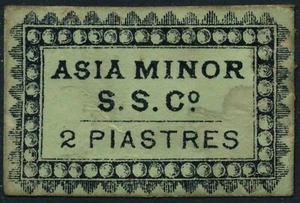 ASIA MINOR
S. S. Cº.
2 PIASTRES